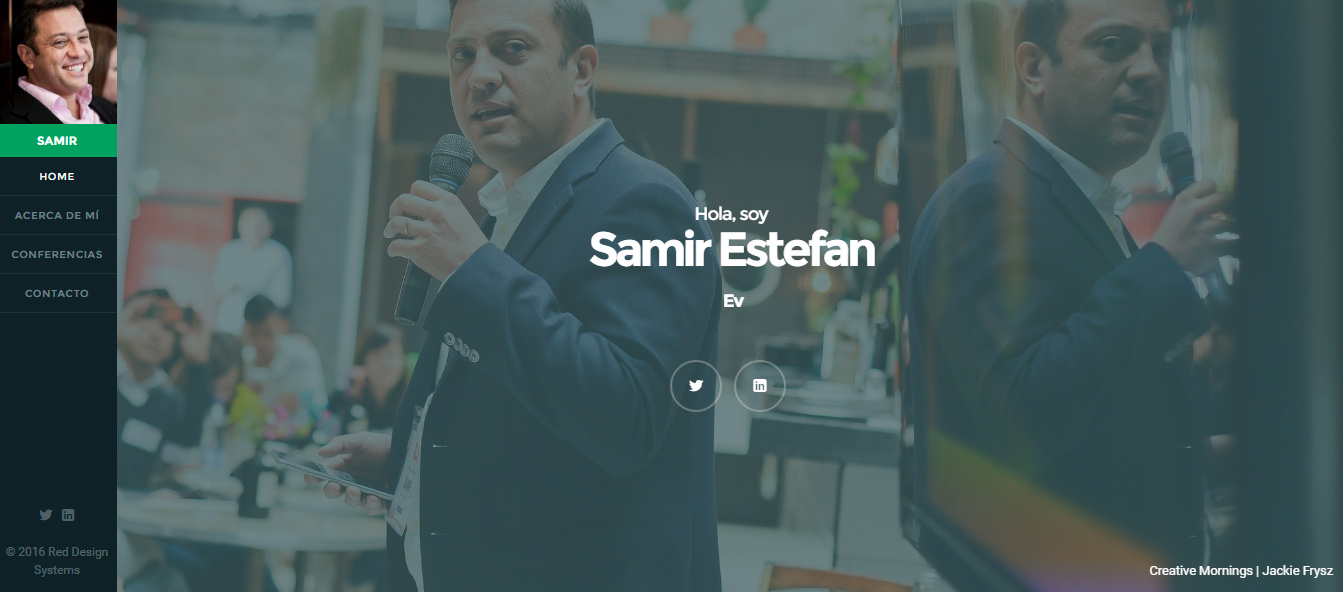 SAMIR
HOME
ACERCA DE MÍ
CONFERENCIAS
CONTACTO
© 2016 Red Design
Systems
Hola, soy
Samir Estefan
Ev
Creative Mornings | Jackie Frysz